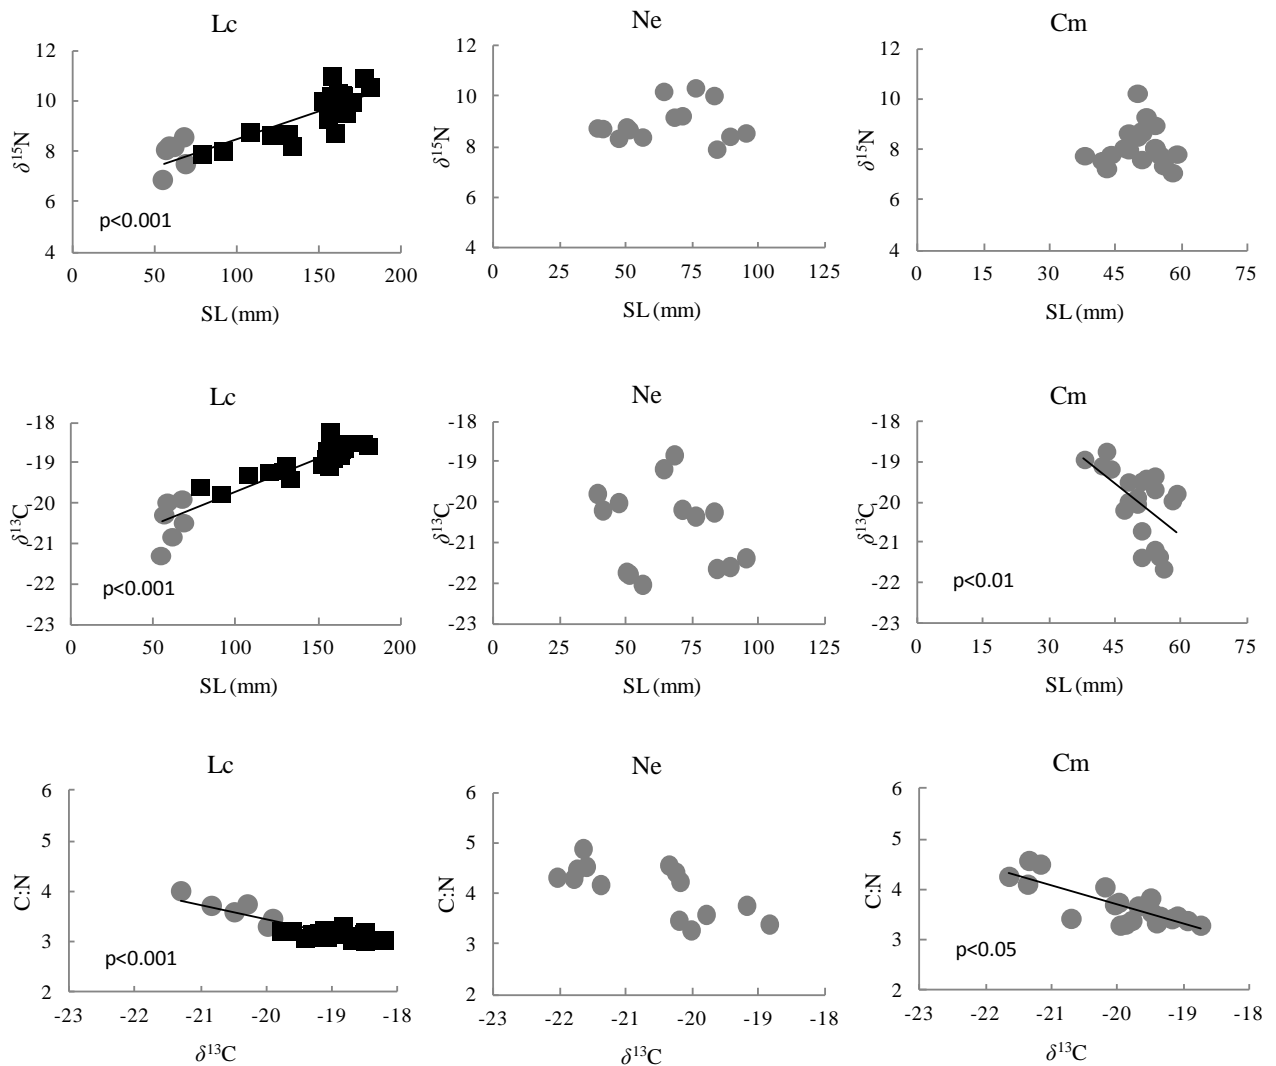 Lc
12
10
8
6
4
δ15N
p<0.001
0 50 100 150 200
SL (mm)
Ne
12
10
8
6
4
δ15N
0 25 50 75 100 125
SL (mm)
Cm
12
10
8
6
4
δ15N
0 15 30 45 60 75
SL (mm)
Lc
-18
-19
-20
-21
-22
-23
δ13C
p<0.001
0 50 100 150 200
SL (mm)
Ne
-18
-19
-20
-21
-22
-23
δ13C
0 25 50 75 100 125
SL (mm)
Cm
-18
-19
-20
-21
-22
-23
δ13C
p<0.01
0 15 30 45 60 75
SL (mm)
Lc
6
5
4
3
2
C:N
p<0.001
-23 -22 -21 -20 -19 -18
δ13C
Ne
6
5
4
3
2
C:N
-23 -22 -21 -20 -19 -18
δ13C
Cm
6
5
4
3
2
C:N
p<0.05
-23 -22 -21 -20 -19 -18
δ13C